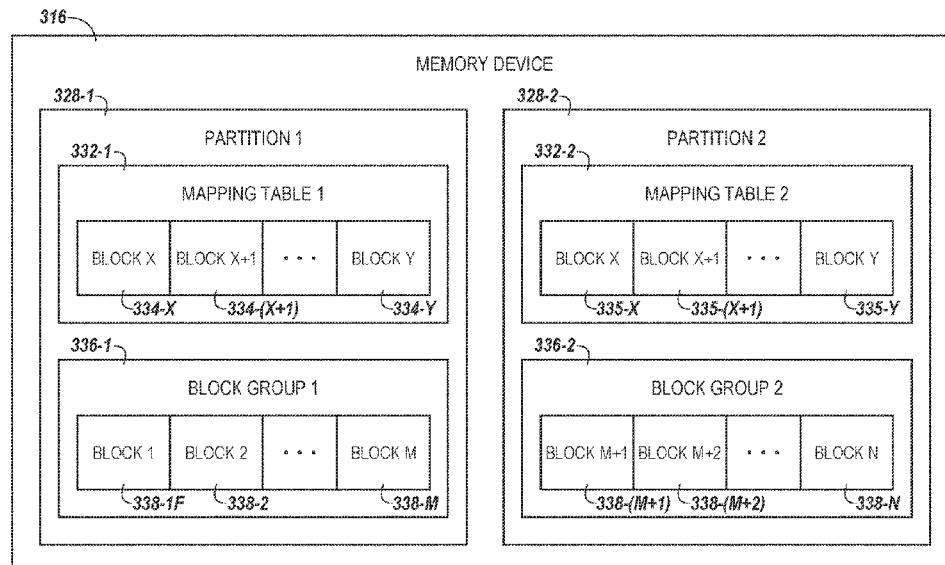 316
MEMORY DEVICE
328-1
PARTITION 1
332-1
MAPPING TABLE 1
BLOCK X BLOCK X+1 • • • BLOCK Y
334-X 334-(X+1) 334-Y
336-1
BLOCK GROUP 1
BLOCK 1 BLOCK 2 • • • BLOCK M
338-1F 338-2 338-M
328-2
PARTITION 2
332-2
MAPPING TABLE 2
BLOCK X BLOCK X+1 • • • BLOCK Y
335-X 335-(X+1) 335-Y
336-2
BLOCK GROUP 2
BLOCK M+1 BLOCK M+2 • • • BLOCK N
338-(M+1) 338-(M+2) 338-N